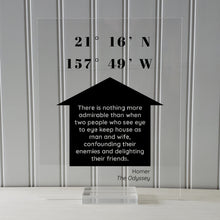 21° 16' N
157° 49' W
There is nothing more
admirable than when
two people who see eye
to eye keep house as
man and wife,
confounding their
enemies and delighting
their friends.
Homer
The Odyssey